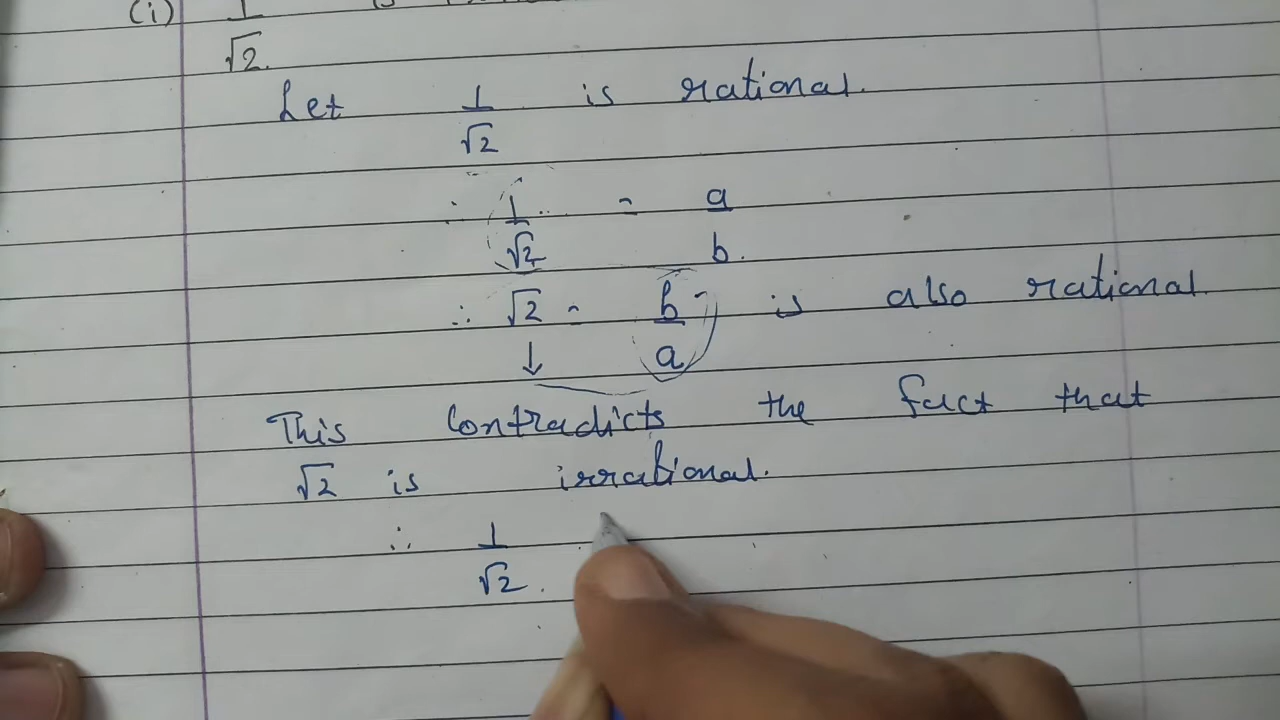 (i) 1/√2 is
Let 1/√2 is rational.
∴ 1/√2 = a/b.
∴ √2 = b/a is also rational
↓
This contradicts the fact that
√2 is irrational.
∴ 1/√2.